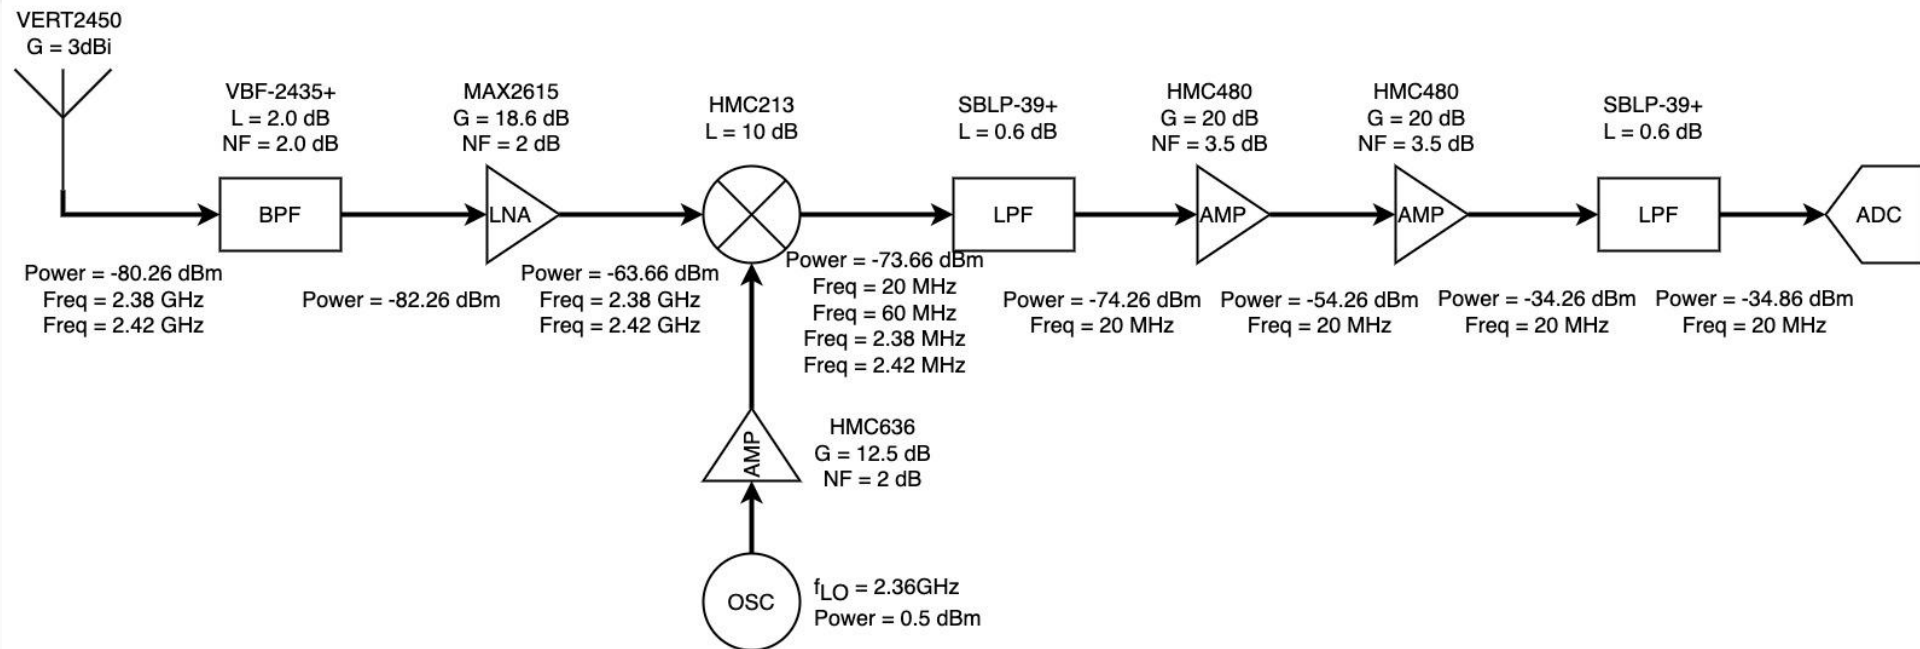 VERT2450
G = 3dBi
VBF-2435+
L = 2.0 dB
NF = 2.0 dB
MAX2615
G = 18.6 dB
NF = 2 dB
HMC213
L = 10 dB
SBLP-39+
L = 0.6 dB
HMC480
G = 20 dB
NF = 3.5 dB
HMC480
G = 20 dB
NF = 3.5 dB
SBLP-39+
L = 0.6 dB
BPF
LNA
LPF
AMP
AMP
LPF
ADC
Power = -80.26 dBm
Freq = 2.38 GHz
Freq = 2.42 GHz
Power = -82.26 dBm
Power = -63.66 dBm
Freq = 2.38 GHz
Freq = 2.42 GHz
Power = -73.66 dBm
Freq = 20 MHz
Freq = 60 MHz
Freq = 2.38 MHz
Freq = 2.42 MHz
Power = -74.26 dBm
Freq = 20 MHz
Power = -54.26 dBm
Freq = 20 MHz
Power = -34.26 dBm
Freq = 20 MHz
Power = -34.86 dBm
Freq = 20 MHz
AMP
HMC636
G = 12.5 dB
NF = 2 dB
OSC
fLO = 2.36GHz
Power = 0.5 dBm